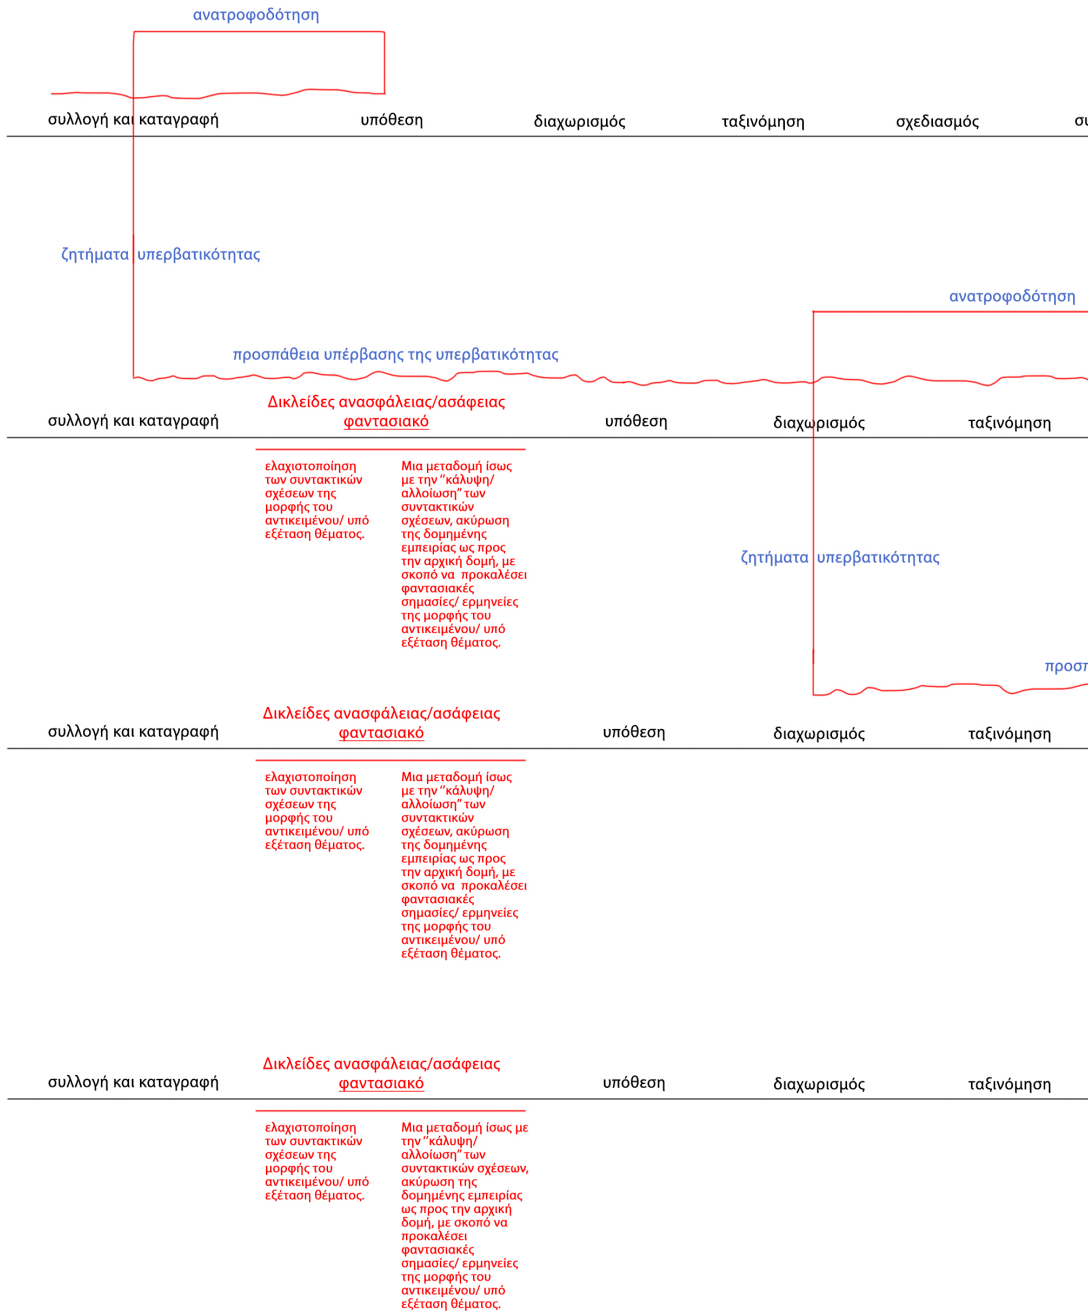 ανατροφοδότηση
συλλογή και καταγραφή υπόθεση διαχωρισμός ταξινόμηση σχεδιασμός
ζητήματα υπερβατικότητας
ανατροφοδότηση
προσπάθεια υπέρβασης της υπερβατικότητας
Δικλείδες ανασφάλειας/ασάφειας
συλλογή και καταγραφή φαντασιακό υπόθεση διαχωρισμός ταξινόμηση
ελαχιστοποίηση
των συντακτικών
σχέσεων της
μορφής του
αντικειμένου/ υπό
εξέταση θέματος.
Μια μεταδομή ίσως
με την “κάλυψη/
αλλοίωση” των
συντακτικών
σχέσεων, ακύρωση
της δομημένης
εμπειρίας ως προς
την αρχική δομή, με
σκοπό να προκαλέσει
φαντασιακές
σημασίες/ ερμηνείες
της μορφής του
αντικειμένου/ υπό
εξέταση θέματος.
ζητήματα υπερβατικότητας
Δικλείδες ανασφάλειας/ασάφειας
συλλογή και καταγραφή φαντασιακό υπόθεση διαχωρισμός ταξινόμηση
ελαχιστοποίηση
των συντακτικών
σχέσεων της
μορφής του
αντικειμένου/ υπό
εξέταση θέματος.
Μια μεταδομή ίσως
με την “κάλυψη/
αλλοίωση” των
συντακτικών
σχέσεων, ακύρωση
της δομημένης
εμπειρίας ως προς
την αρχική δομή, με
σκοπό να προκαλέσει
φαντασιακές
σημασίες/ ερμηνείες
της μορφής του
αντικειμένου/ υπό
εξέταση θέματος.
Δικλείδες ανασφάλειας/ασάφειας
συλλογή και καταγραφή φαντασιακό υπόθεση διαχωρισμός ταξινόμηση
ελαχιστοποίηση
των συντακτικών
σχέσεων της
μορφής του
αντικειμένου/ υπό
εξέταση θέματος.
Μια μεταδομή ίσως με
την “κάλυψη/
αλλοίωση” των
συντακτικών σχέσεων,
ακύρωση της
δομημένης εμπειρίας
ως προς την αρχική
δομή, με σκοπό να
προκαλέσει
φαντασιακές
σημασίες/ ερμηνείες
της μορφής του
αντικειμένου/ υπό
εξέταση θέματος.